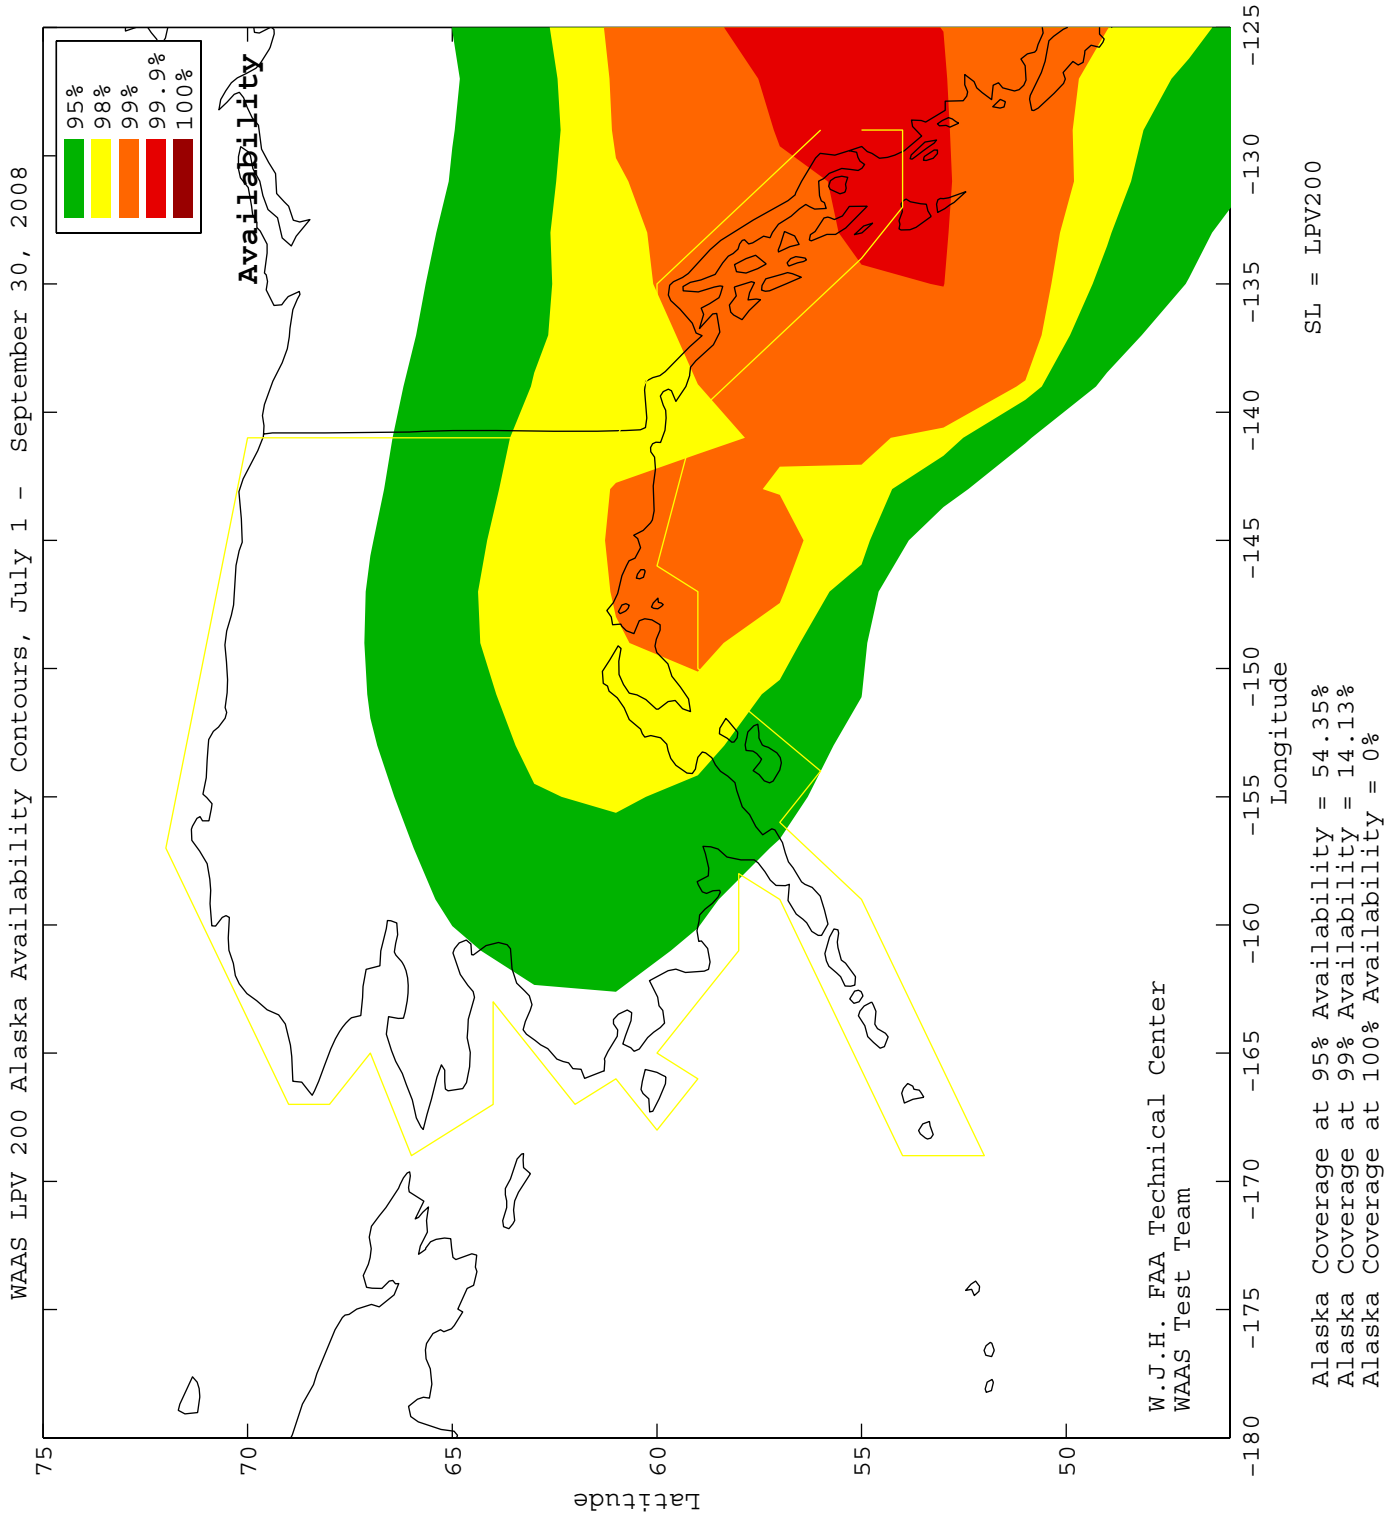 WAAS LPV 200 Alaska Availability Contours, July 1 - September 30, 2008
95%
98%
99%
99.9%
100%
Availability
75
70
65
60
55
50
Latitude
-180
-175
-170
-165
-160
-155
-150
-145
-140
-135
-130
-125
Longitude
W.J.H. FAA Technical Center
WAAS Test Team
SL = LPV200
Alaska Coverage at 95% Availability = 54.35%
Alaska Coverage at 99% Availability = 14.13%
Alaska Coverage at 100% Availability = 0%